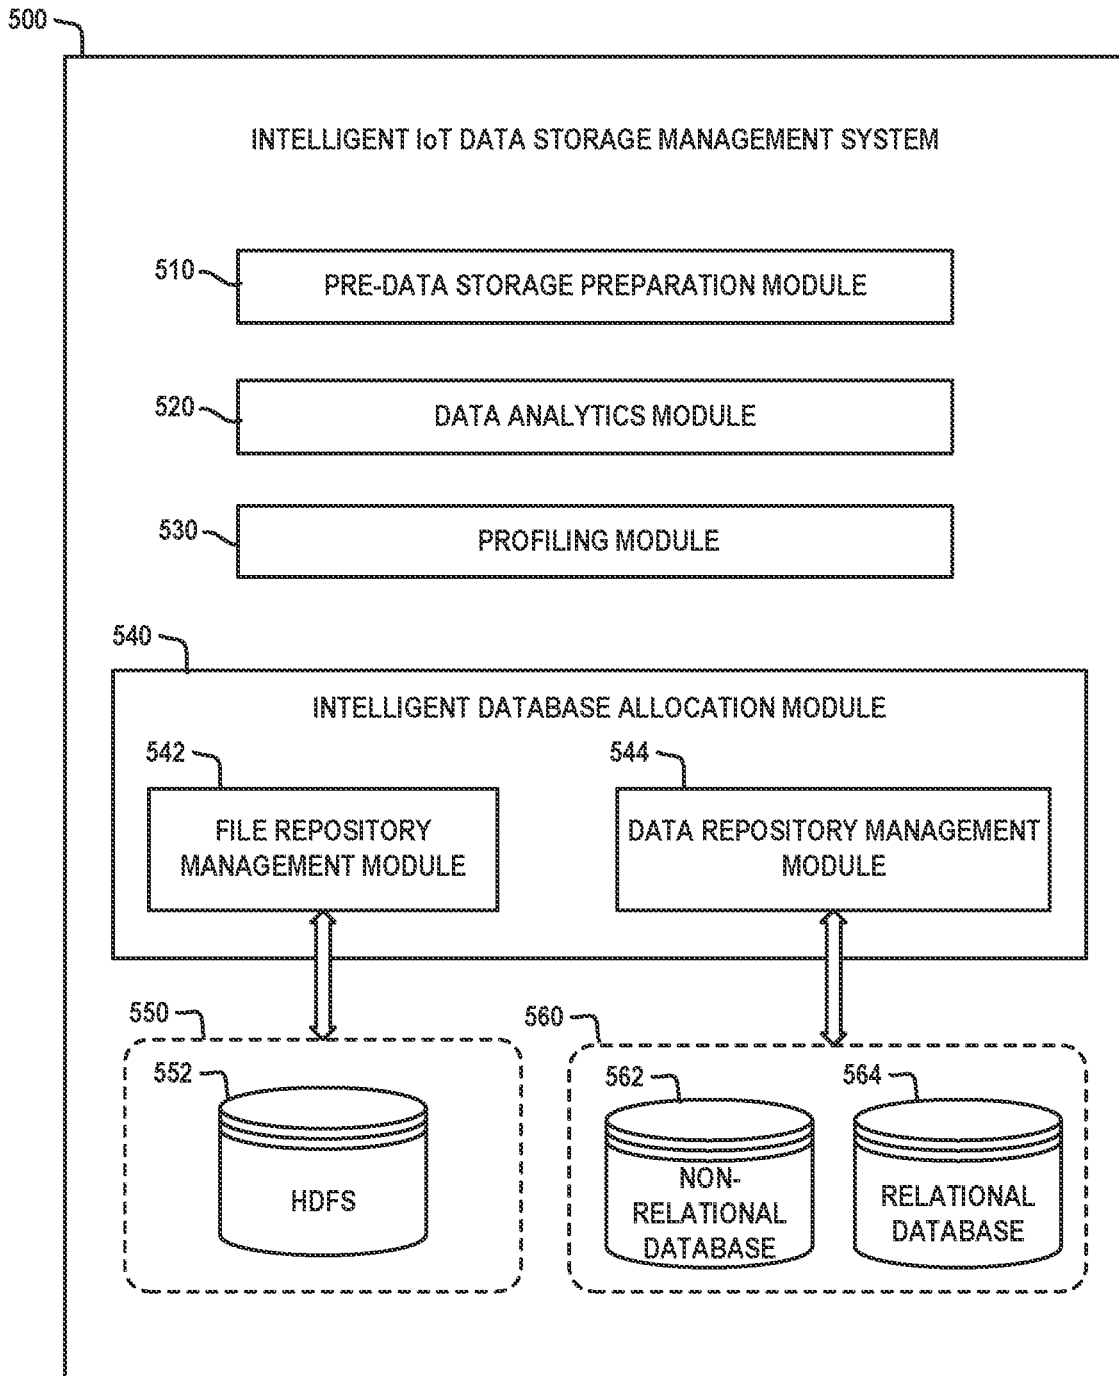 500
INTELLIGENT IoT DATA STORAGE MANAGEMENT SYSTEM
510
PRE-DATA STORAGE PREPARATION MODULE
520
DATA ANALYTICS MODULE
530
PROFILING MODULE
540
INTELLIGENT DATABASE ALLOCATION MODULE
542
FILE REPOSITORY
MANAGEMENT MODULE
544
DATA REPOSITORY MANAGEMENT
MODULE
550
552
HDFS
560
562
NON-
RELATIONAL
DATABASE
564
RELATIONAL
DATABASE